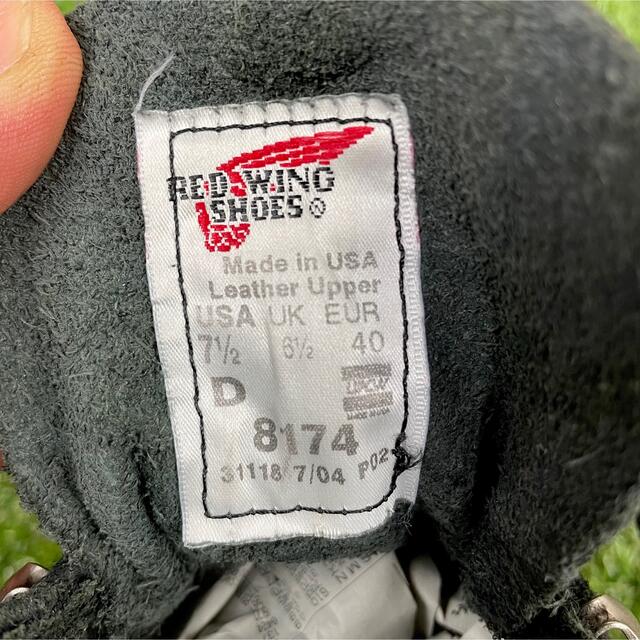 RED WING
SHOES®
Made in USA
Leather Upper
USA UK EUR
7½ 6½ 40
D
UFCW
8174
31118 7/04 P02